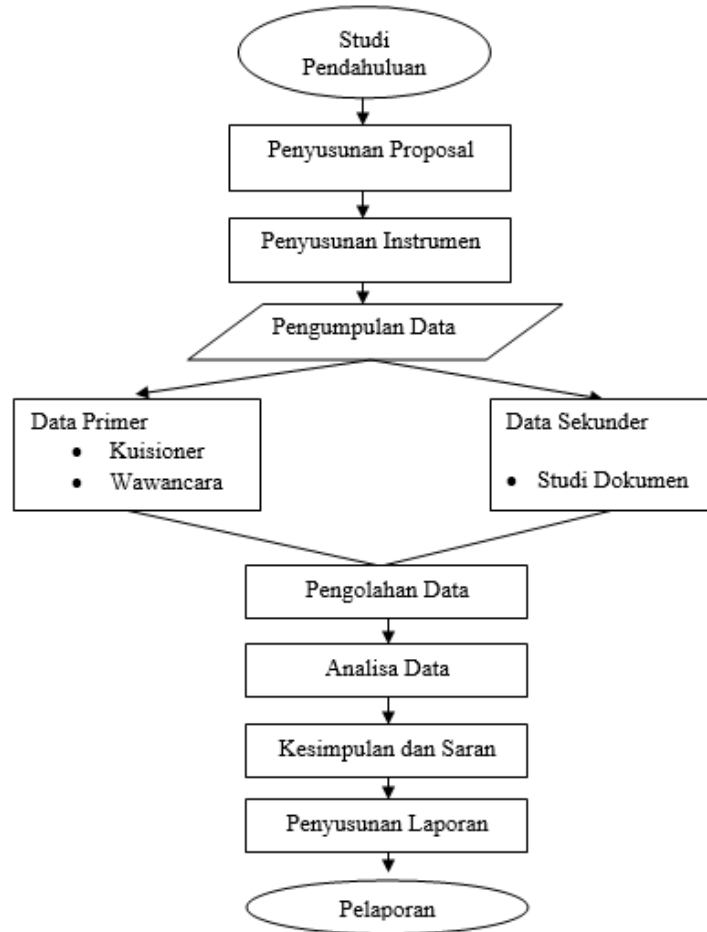 Studi
Pendahuluan
Penyusunan Proposal
Penyusunan Instrumen
Pengumpulan Data
Data Primer
• Kuisioner
• Wawancara
Data Sekunder
• Studi Dokumen
Pengolahan Data
Analisa Data
Kesimpulan dan Saran
Penyusunan Laporan
Pelaporan